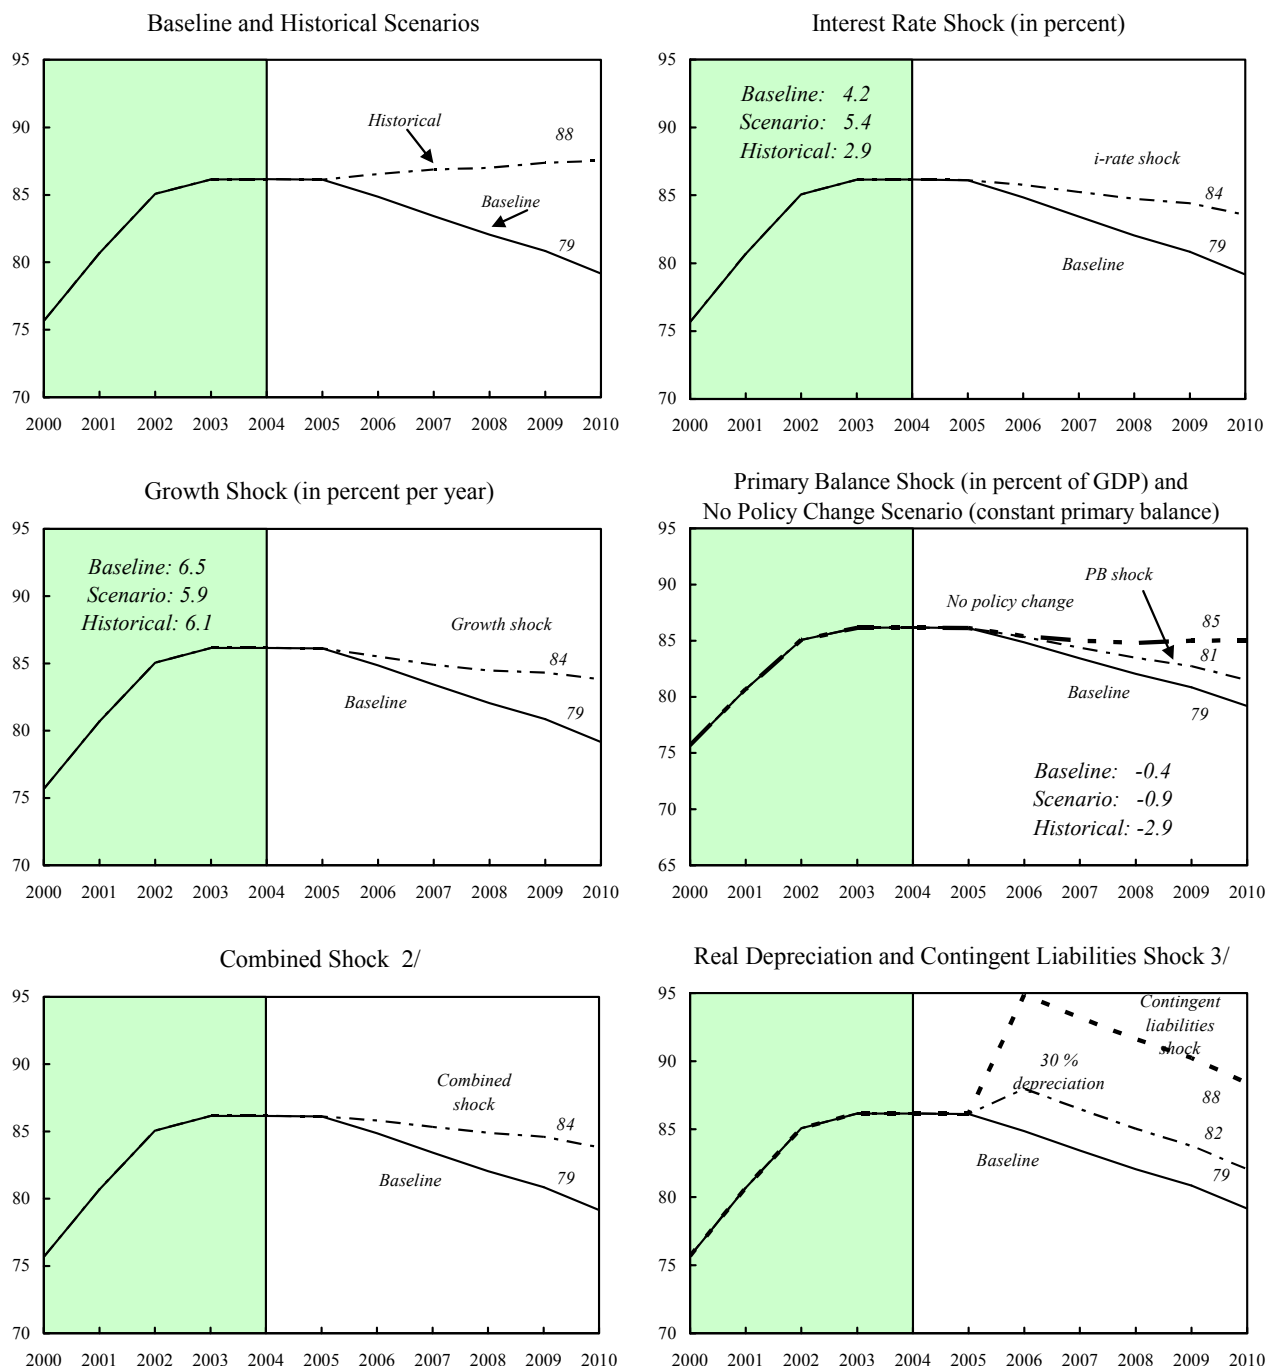 Baseline and Historical Scenarios
95
90
85
80
75
70
Historical
88
Baseline
79
2000 2001 2002 2003 2004 2005 2006 2007 2008 2009 2010
Interest Rate Shock (in percent)
95
90
85
80
75
70
Baseline: 4.2
Scenario: 5.4
Historical: 2.9
i-rate shock
84
79
Baseline
2000 2001 2002 2003 2004 2005 2006 2007 2008 2009 2010
Growth Shock (in percent per year)
95
90
85
80
75
70
Baseline: 6.5
Scenario: 5.9
Historical: 6.1
Growth shock
84
Baseline
79
2000 2001 2002 2003 2004 2005 2006 2007 2008 2009 2010
Primary Balance Shock (in percent of GDP) and
No Policy Change Scenario (constant primary balance)
95
90
85
80
75
70
65
PB shock
No policy change
85
81
Baseline
79
Baseline: -0.4
Scenario: -0.9
Historical: -2.9
2000 2001 2002 2003 2004 2005 2006 2007 2008 2009 2010
Combined Shock 2/
95
90
85
80
75
70
Combined
shock
84
Baseline
79
2000 2001 2002 2003 2004 2005 2006 2007 2008 2009 2010
Real Depreciation and Contingent Liabilities Shock 3/
95
90
85
80
75
70
Contingent
liabilities
shock
30 %
depreciation
88
82
Baseline
79
2000 2001 2002 2003 2004 2005 2006 2007 2008 2009 2010